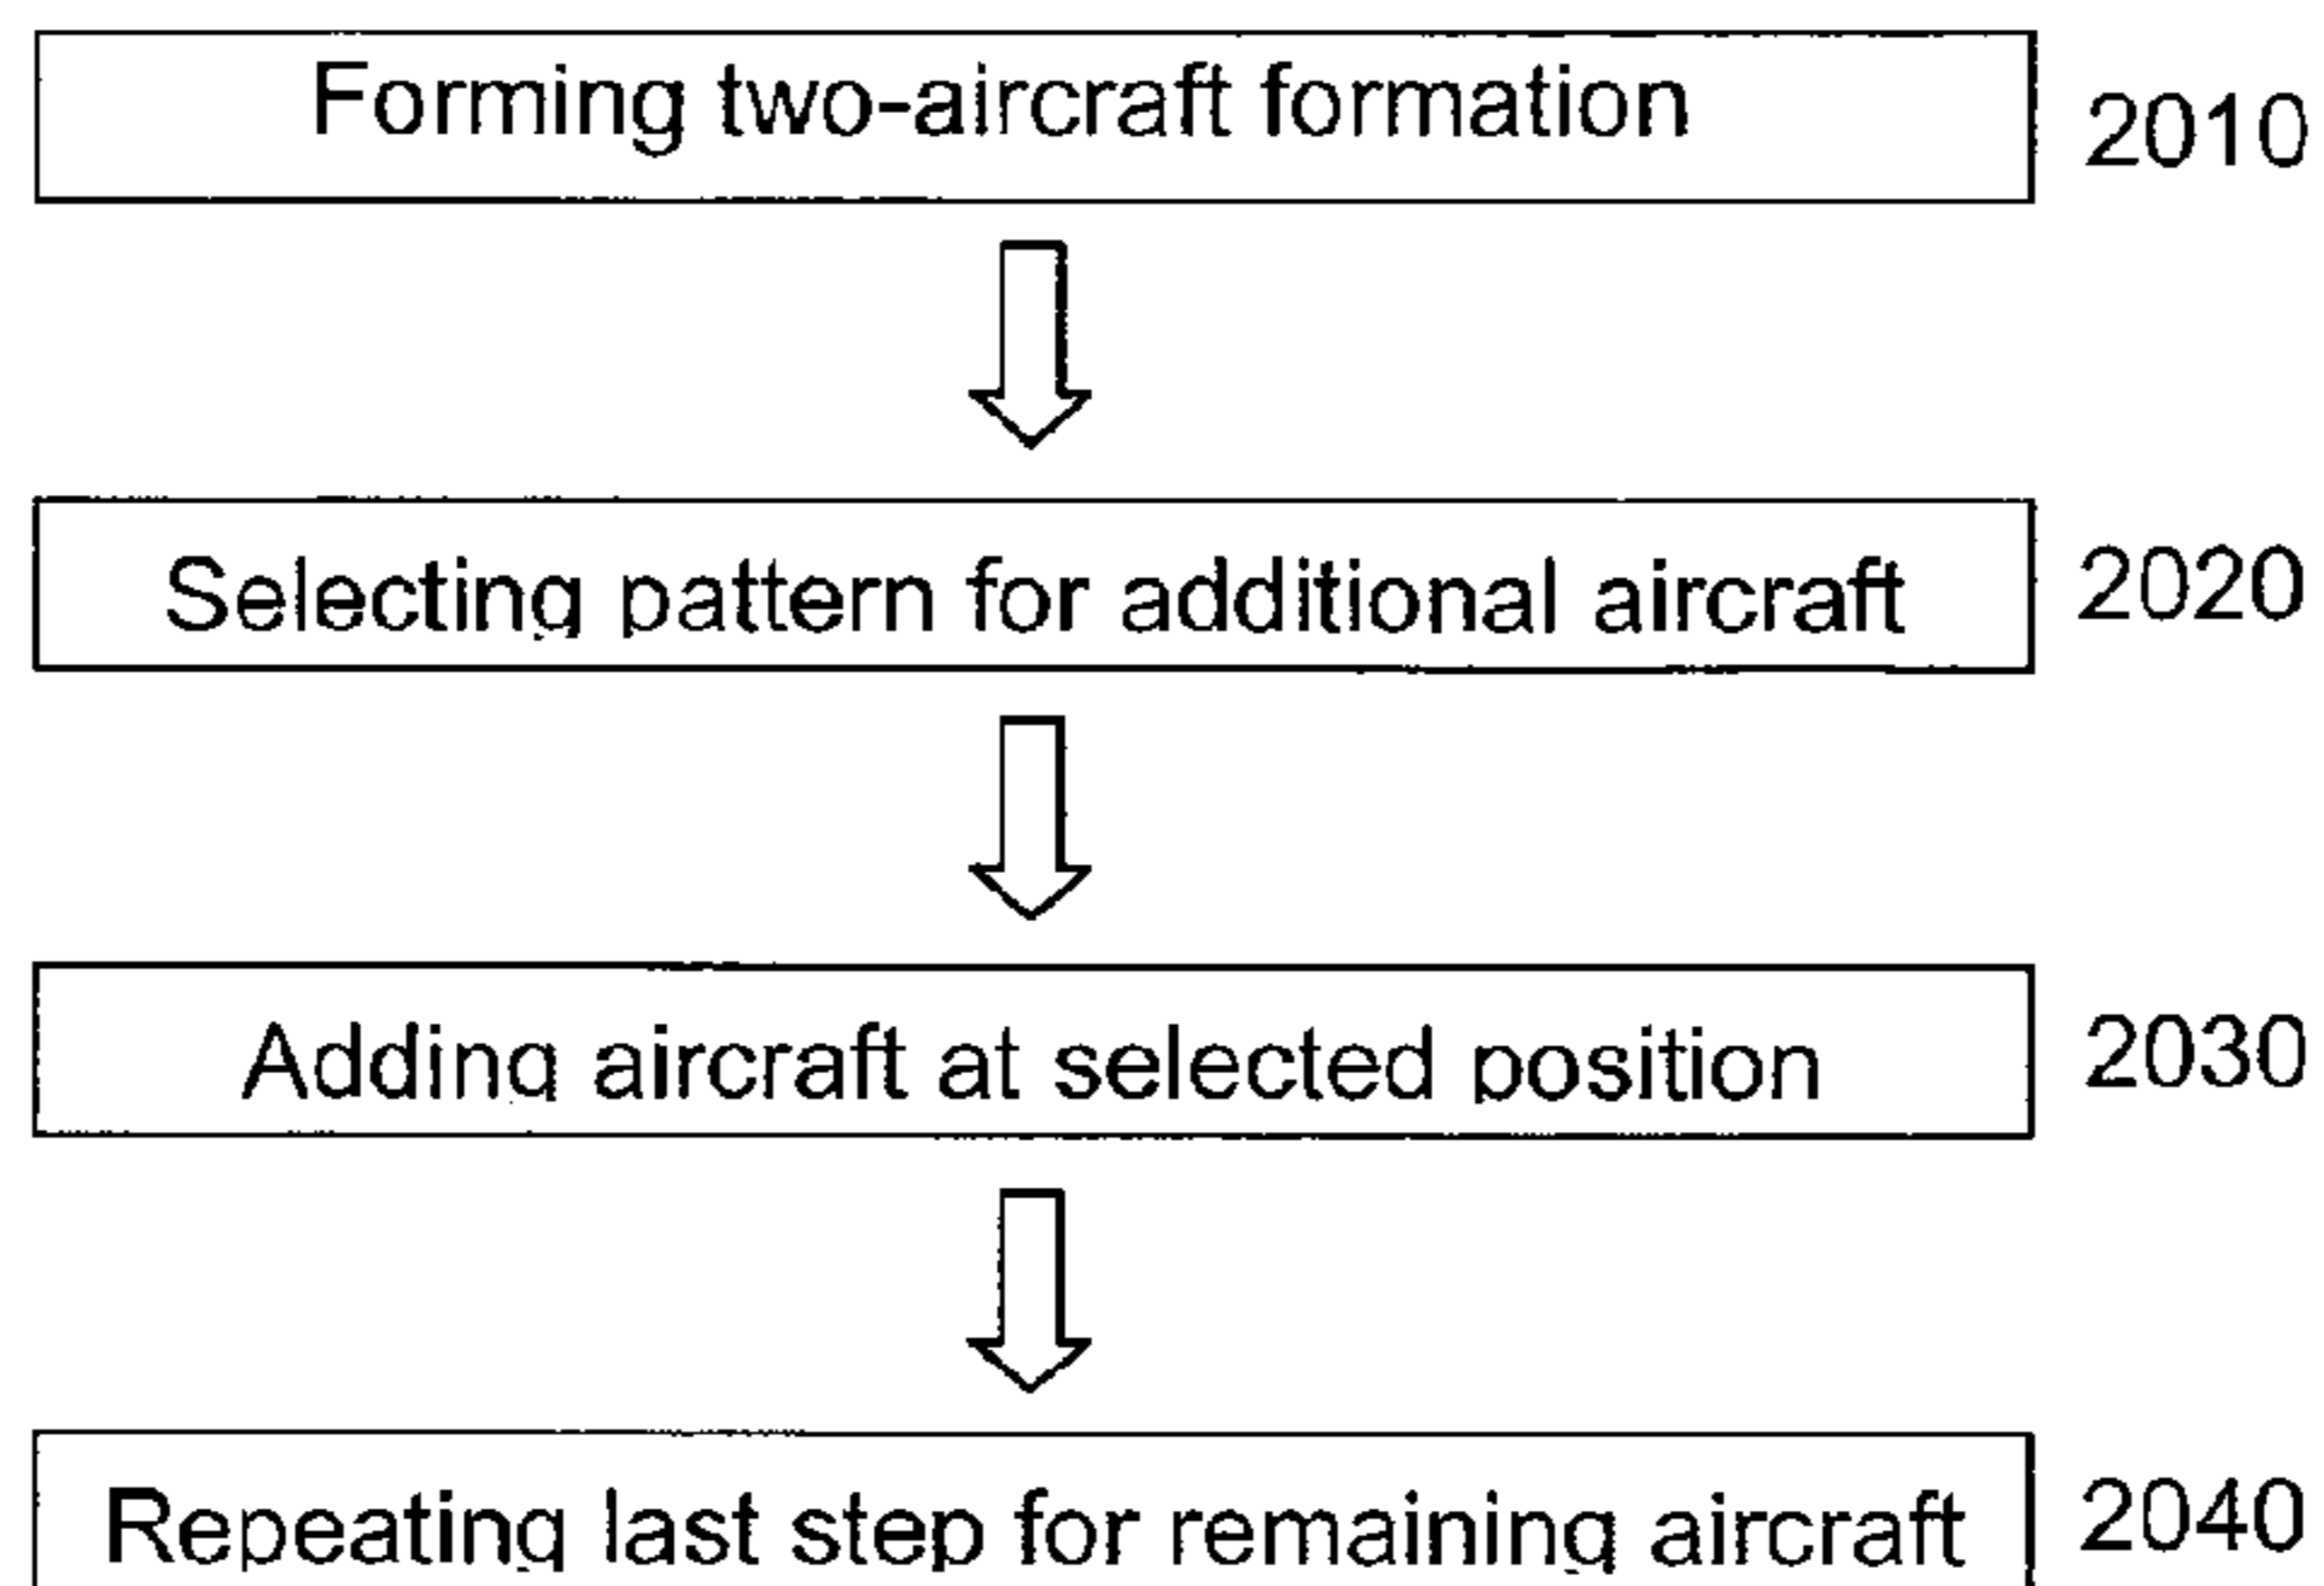 Forming two-aircraft formation 2010
Selecting pattern for additional aircraft 2020
Adding aircraft at selected position 2030
Repeating last step for remaining aircraft 2040